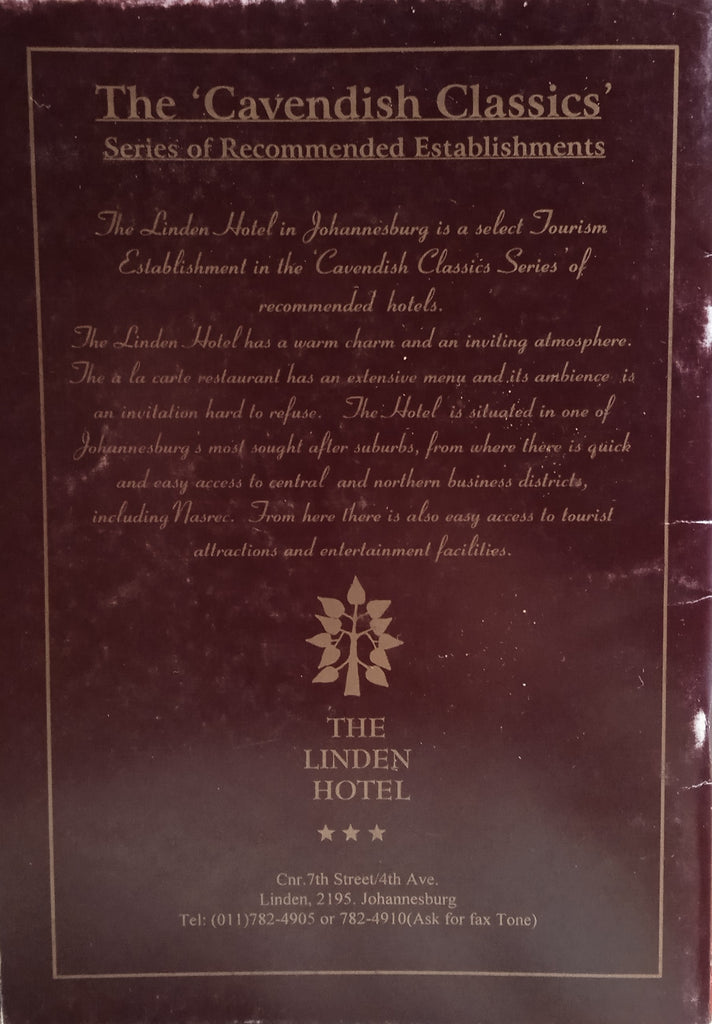 The 'Cavendish Classics'
Series of Recommended Establishments
The Linden Hotel in Johannesburg is a select Tourism
Establishment in the 'Cavendish Classics Series' of
recommended hotels.
The Linden Hotel has a warm charm and an inviting atmosphere.
The a la carte restaurant has an extensive menu and its ambience is
an invitation hard to refuse. The Hotel is situated in one of
Johannesburg's most sought after suburbs, from where there is quick
and easy access to central and northern business districts,
including Nasrec. From here there is also easy access to tourist
attractions and entertainment facilities.
THE
LINDEN
HOTEL
Cnr.7th Street/4th Ave.
Linden, 2195. Johannesburg
Tel: (011)782-4905 or 782-4910(Ask for fax Tone)